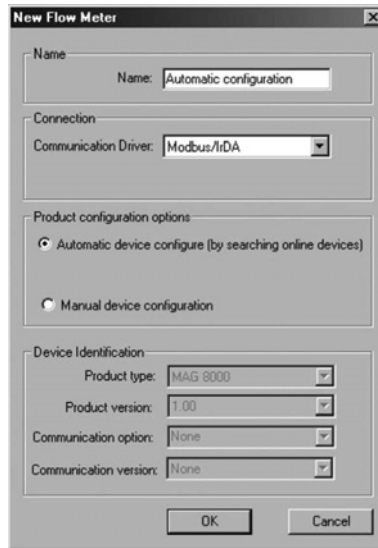 New Flow Meter
Name
Name: Automatic configuration
Connection
Communication Driver: Modbus/IrDA
Product configuration options
Automatic device configure (by searching online devices)
Manual device configuration
Device Identification
Product type: MAG 8000
Product version: 1.00
Communication option: None
Communication version: None
OK Cancel